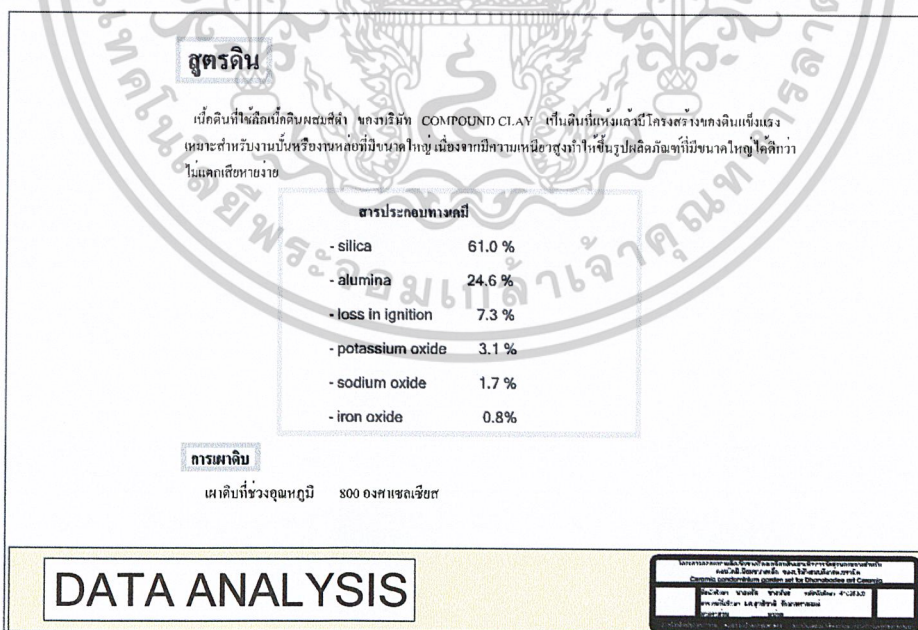 สูตรดิน
เนื้อดินที่ใช้คือเนื้อดินผสมสีดำ ของบริษัท COMPOUND CLAY เป็นดินที่แห้งแล้วมีโครงสร้างของดินแข็งแรง
เหมาะสำหรับงานปั้นหรืองานหล่อที่มีขนาดใหญ่ เนื่องจากมีความเหนียวสูงทำให้ขึ้นรูปผลิตภัณฑ์ที่มีขนาดใหญ่ได้ดีกว่า
ไม่แตกเสียหายง่าย
สารประกอบทางเคมี
- silica 61.0 %
- alumina 24.6 %
- loss in ignition 7.3 %
- potassium oxide 3.1 %
- sodium oxide 1.7 %
- iron oxide 0.8%
การเผาดิบ
เผาดิบที่ช่วงอุณหภูมิ 800 องศาเซลเซียส
DATA ANALYSIS
Ceramic condominium garden set for Dhanabadee art Ceramic